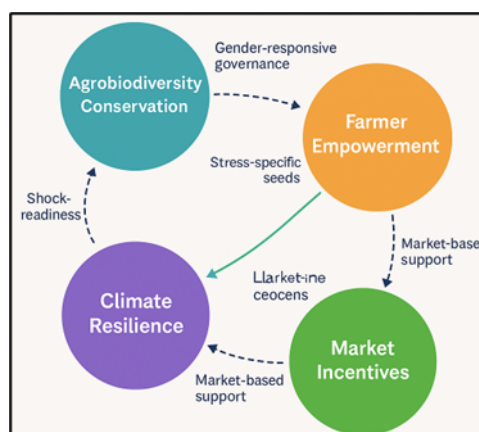 Gender-responsive
governance
Agrobiodiversity
Conservation
Farmer
Empowerment
Stress-specific
seeds
Shock-
readiness
Market-base
support
Llarket-ine
ceocens
Climate
Resilience
Market
Incentives
Market-based
support